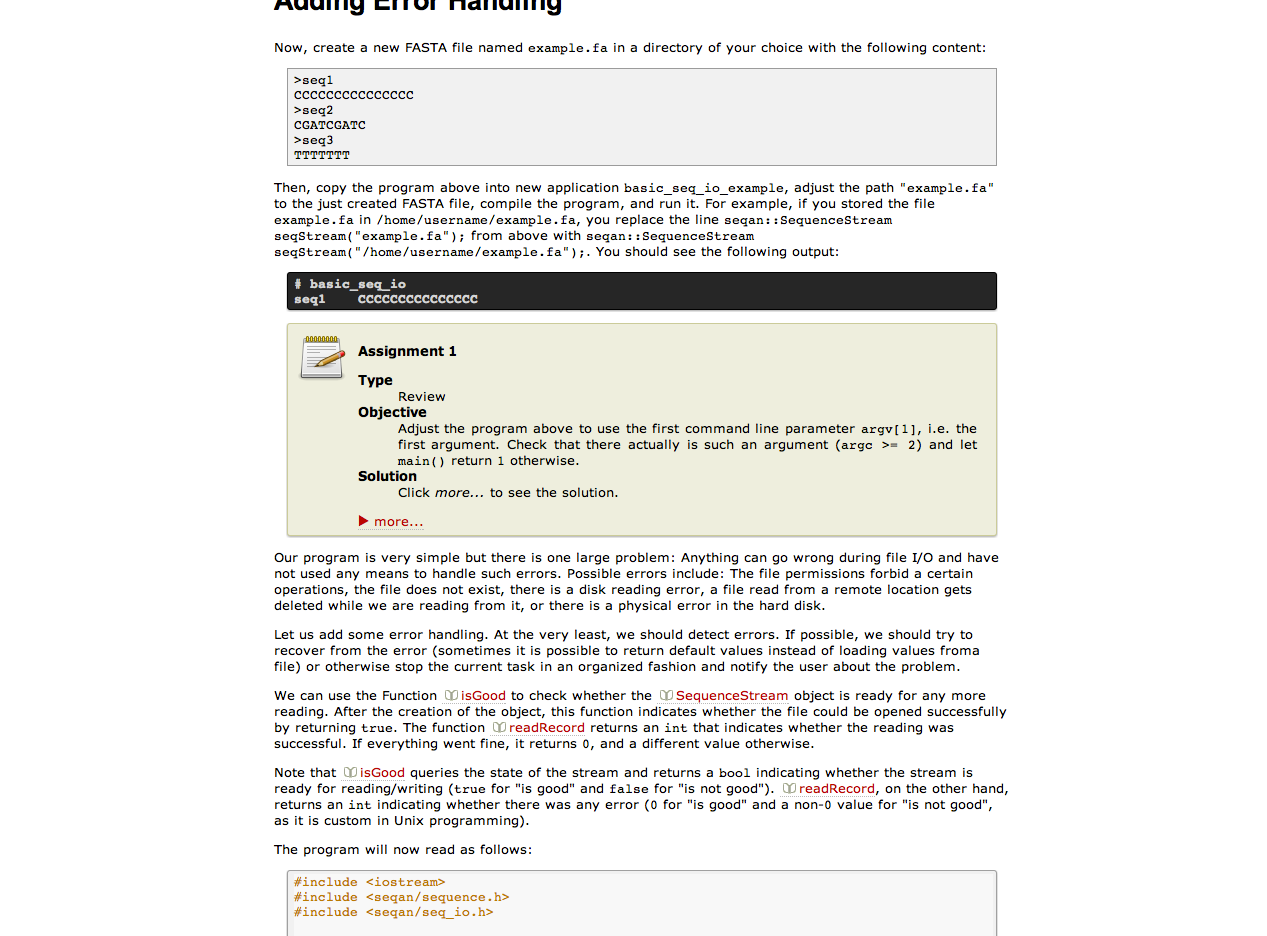 Adding Error Handling
Now, create a new FASTA file named example.fa in a directory of your choice with the following content:
>seq1
CCCCCCCCCCCCCCC
>seq2
CGATCGATC
>seq3
TTTTTTT
Then, copy the program above into new application basic_seq_io_example, adjust the path "example.fa"
to the just created FASTA file, compile the program, and run it. For example, if you stored the file
example.fa in /home/username/example.fa, you replace the line seqan::SequenceStream
seqStream("example.fa"); from above with seqan::SequenceStream
seqStream("/home/username/example.fa");. You should see the following output:
# basic_seq_io
seq1    CCCCCCCCCCCCCCC
Assignment 1
Type
Review
Objective
Adjust the program above to use the first command line parameter argv[1], i.e. the
first argument. Check that there actually is such an argument (argc >= 2) and let
main() return 1 otherwise.
Solution
Click more... to see the solution.
more...
Our program is very simple but there is one large problem: Anything can go wrong during file I/O and have
not used any means to handle such errors. Possible errors include: The file permissions forbid a certain
operations, the file does not exist, there is a disk reading error, a file read from a remote location gets
deleted while we are reading from it, or there is a physical error in the hard disk.
Let us add some error handling. At the very least, we should detect errors. If possible, we should try to
recover from the error (sometimes it is possible to return default values instead of loading values froma
file) or otherwise stop the current task in an organized fashion and notify the user about the problem.
We can use the Function isGood to check whether the SequenceStream object is ready for any more
reading. After the creation of the object, this function indicates whether the file could be opened successfully
by returning true. The function readRecord returns an int that indicates whether the reading was
successful. If everything went fine, it returns 0, and a different value otherwise.
Note that isGood queries the state of the stream and returns a bool indicating whether the stream is
ready for reading/writing (true for "is good" and false for "is not good"). readRecord, on the other hand,
returns an int indicating whether there was any error (0 for "is good" and a non-0 value for "is not good",
as it is custom in Unix programming).
The program will now read as follows:
#include <iostream>
#include <seqan/sequence.h>
#include <seqan/seq_io.h>